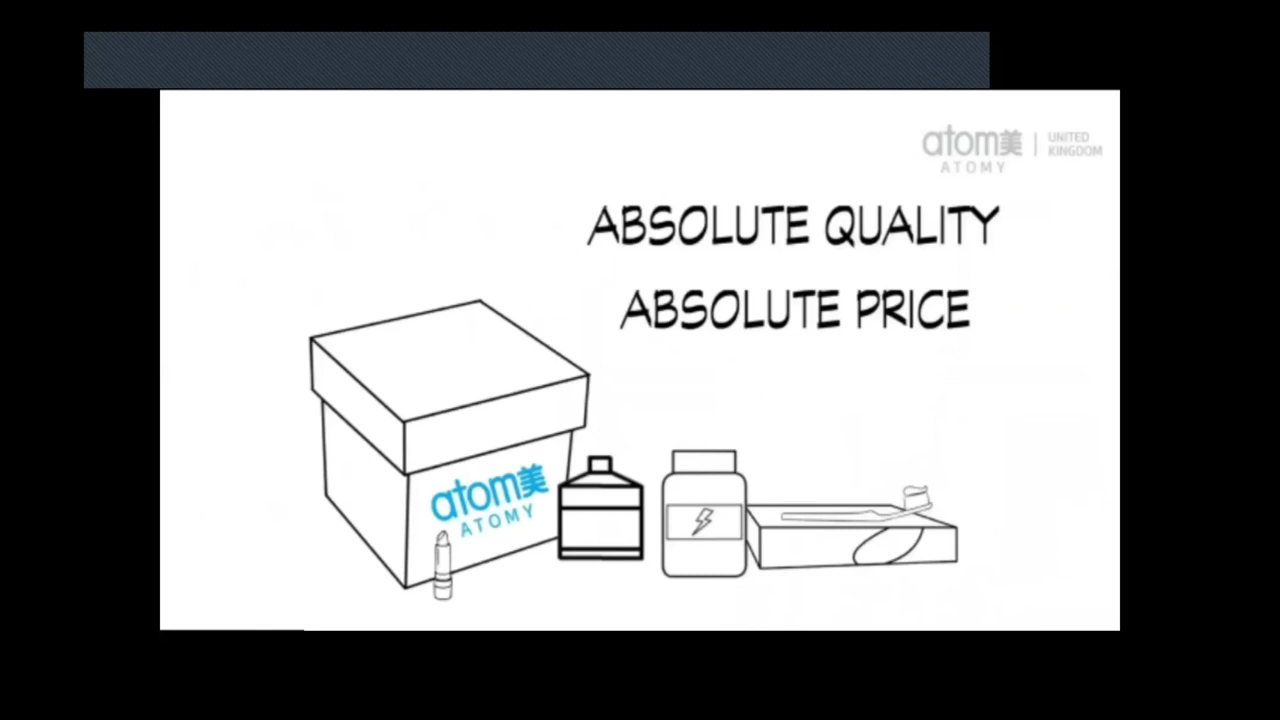 atom美 | UNITED
ATOMY KINGDOM
ABSOLUTE QUALITY
ABSOLUTE PRICE
atom美
ATOMY